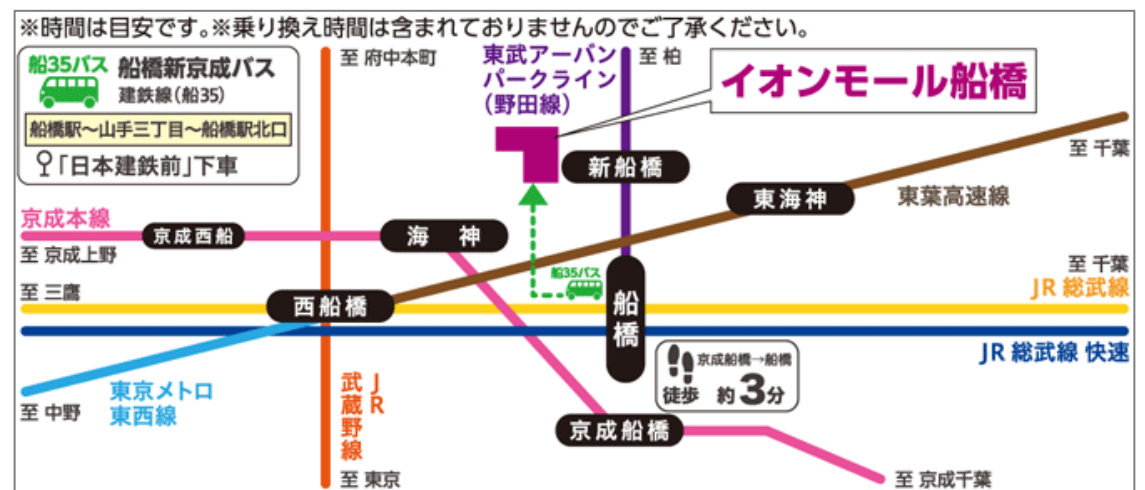 ※時間は目安です。※乗り換え時間は含まれておりませんのでご了承ください。
船35バス 船橋新京成バス
建鉄線(船35)
船橋駅〜山手三丁目〜船橋駅北口
「日本建鉄前」下車
至 府中本町
東武アーバン
パークライン
(野田線)
至 柏
イオンモール船橋
新船橋
至 千葉
東海神
東葉高速線
京成本線
京成西船
海神
至 京成上野
至 三鷹
西船橋
船35バス
船橋
至 千葉
JR 総武線
JR 総武線 快速
京成船橋→船橋
徒歩 約3分
東京メトロ
東西線
至 中野
JR
武蔵野線
京成船橋
至 東京
至 京成千葉